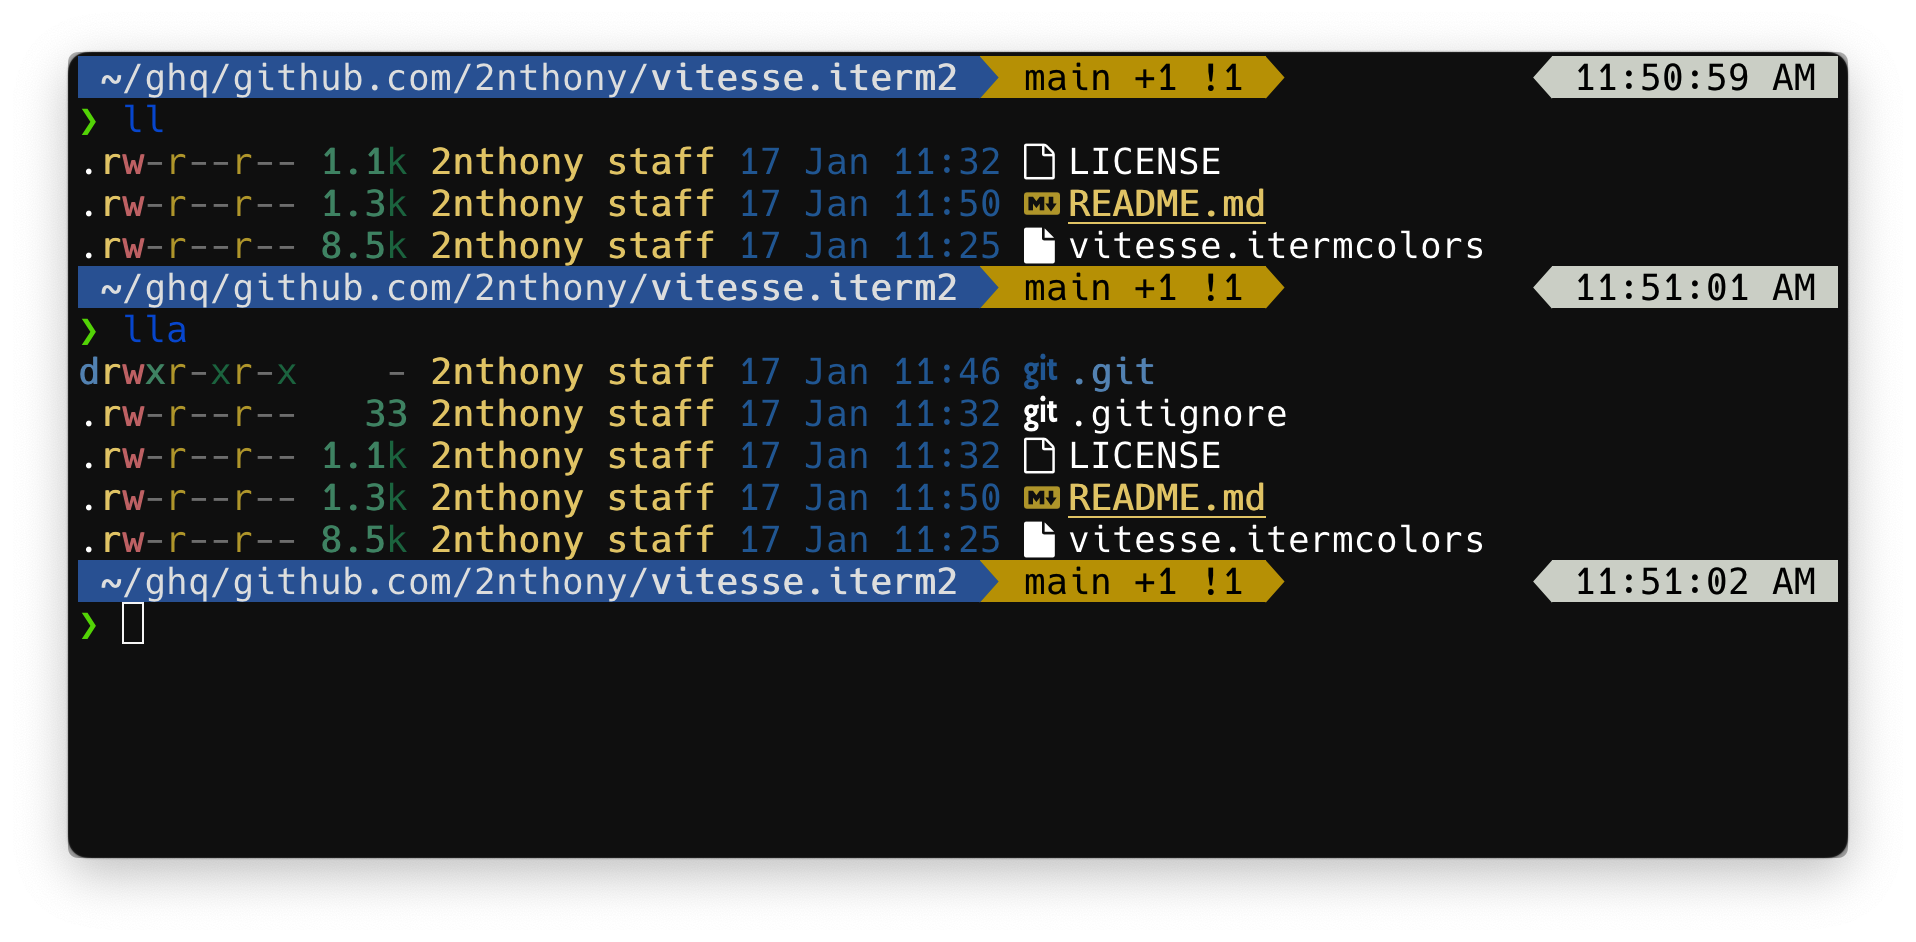 ~/ghq/github.com/2nthony/vitesse.iterm2 main +1 !1 11:50:59 AM
❯ ll
.rw-r--r-- 1.1k 2nthony staff 17 Jan 11:32 LICENSE
.rw-r--r-- 1.3k 2nthony staff 17 Jan 11:50 M↓ README.md
.rw-r--r-- 8.5k 2nthony staff 17 Jan 11:25 vitesse.itermcolors
~/ghq/github.com/2nthony/vitesse.iterm2 main +1 !1 11:51:01 AM
❯ lla
drwxr-xr-x - 2nthony staff 17 Jan 11:46 git .git
.rw-r--r-- 33 2nthony staff 17 Jan 11:32 git .gitignore
.rw-r--r-- 1.1k 2nthony staff 17 Jan 11:32 LICENSE
.rw-r--r-- 1.3k 2nthony staff 17 Jan 11:50 M↓ README.md
.rw-r--r-- 8.5k 2nthony staff 17 Jan 11:25 vitesse.itermcolors
~/ghq/github.com/2nthony/vitesse.iterm2 main +1 !1 11:51:02 AM
❯